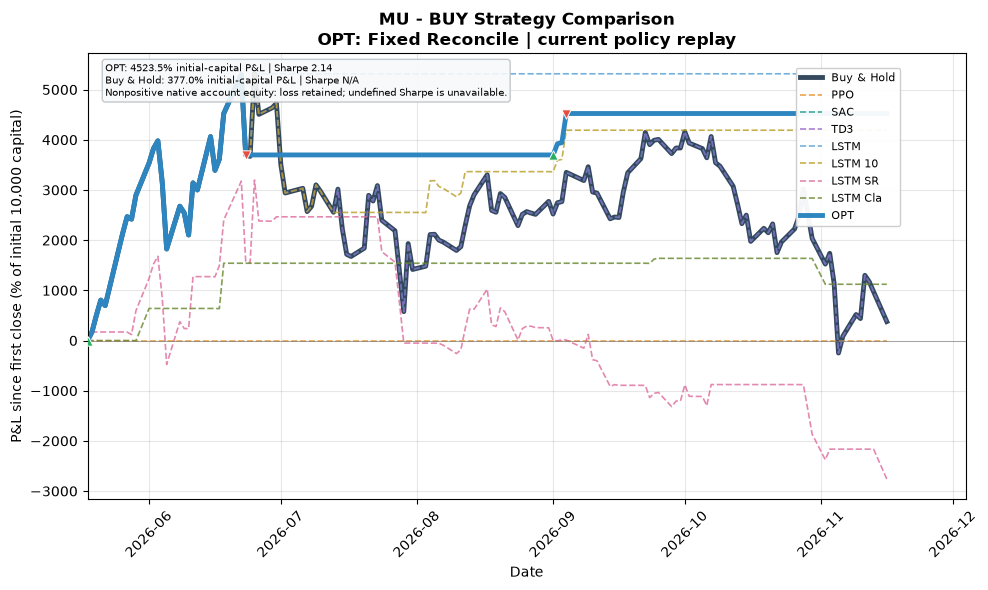 MU - BUY Strategy Comparison
OPT: Fixed Reconcile | current policy replay
OPT: 4523.5% initial-capital P&L | Sharpe 2.14
Buy & Hold: 377.0% initial-capital P&L | Sharpe N/A
Nonpositive native account equity: loss retained; undefined Sharpe is unavailable.
Buy & Hold
PPO
SAC
TD3
LSTM
LSTM 10
LSTM SR
LSTM Cla
OPT
P&L since first close (% of initial 10,000 capital)
5000
4000
3000
2000
1000
0
−1000
−2000
−3000
2026-06
2026-07
2026-08
2026-09
2026-10
2026-11
2026-12
Date